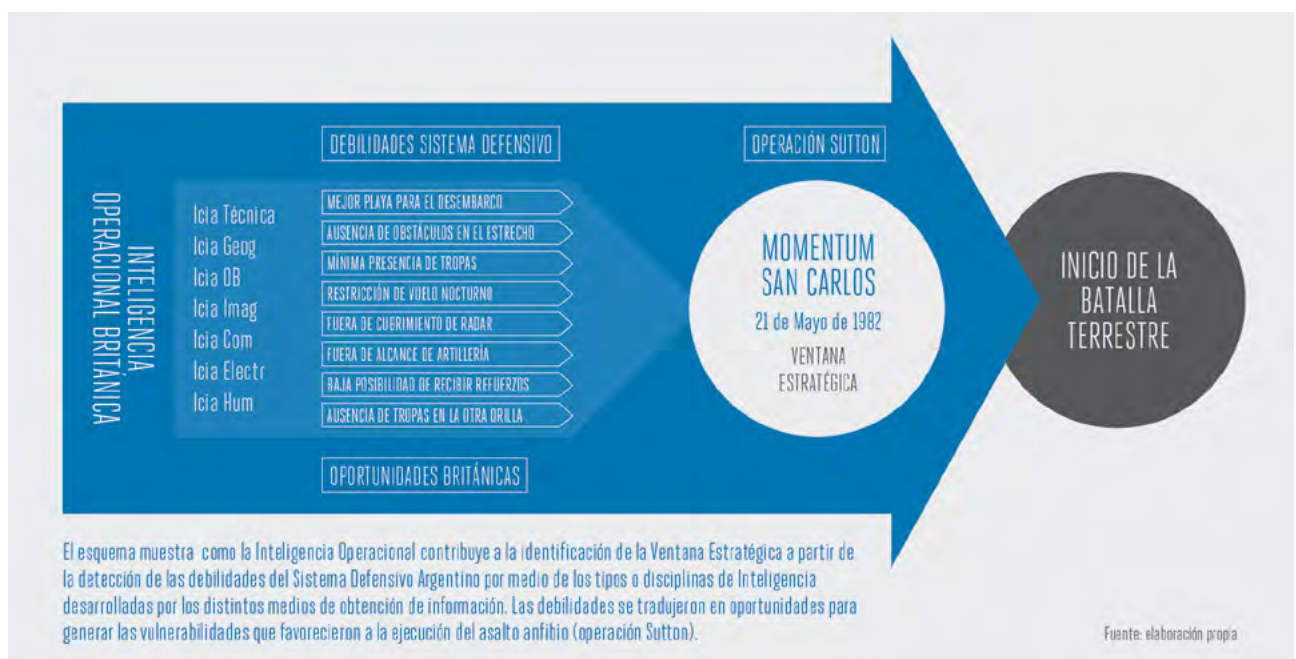 INTELIGENCIA
OPERACIONAL BRITÁNICA
Icia Técnica
Icia Geog
Icia OB
Icia Imag
Icia Com
Icia Electr
Icia Hum
DEBILIDADES SISTEMA DEFENSIVO
MEJOR PLAYA PARA EL DESEMBARCO
AUSENCIA DE OBSTÁCULOS EN EL ESTRECHO
MÍNIMA PRESENCIA DE TROPAS
RESTRICCIÓN DE VUELO NOCTURNO
FUERA DE CUBRIMIENTO DE RADAR
FUERA DE ALCANCE DE ARTILLERÍA
BAJA POSIBILIDAD DE RECIBIR REFUERZOS
AUSENCIA DE TROPAS EN LA OTRA ORILLA
OPORTUNIDADES BRITÁNICAS
OPERACIÓN SUTTON
MOMENTUM
SAN CARLOS
21 de Mayo de 1982
VENTANA
ESTRATÉGICA
INICIO DE LA
BATALLA
TERRESTRE
El esquema muestra como la Inteligencia Operacional contribuye a la identificación de la Ventana Estratégica a partir de
la detección de las debilidades del Sistema Defensivo Argentino por medio de los tipos o disciplinas de Inteligencia
desarrolladas por los distintos medios de obtención de información. Las debilidades se tradujeron en oportunidades para
generar las vulnerabilidades que favorecieron a la ejecución del asalto anfibio (operación Sutton).
Fuente: elaboración propia